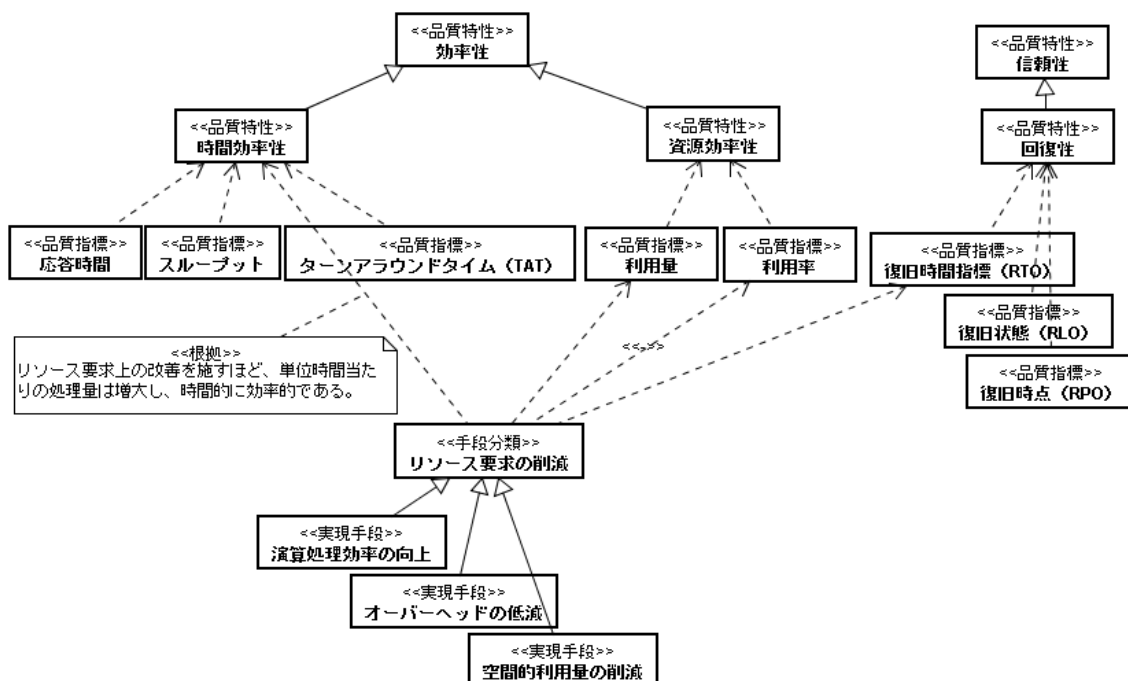 <<品質特性>>
効率性
<<品質特性>>
信頼性
<<品質特性>>
時間効率性
<<品質特性>>
資源効率性
<<品質特性>>
回復性
<<品質指標>>
応答時間
<<品質指標>>
スループット
<<品質指標>>
ターンアラウンドタイム（TAT）
<<品質指標>>
利用量
<<品質指標>>
利用率
<<品質指標>>
復旧時間指標（RTO）
<<品質指標>>
復旧状態（RLO）
<<品質指標>>
復旧時点（RPO）
<<根拠>>
リソース要求上の改善を施すほど、単位時間当た
りの処理量は増大し、時間的に効率的である。
<<手段分類>>
リソース要求の削減
<<実現手段>>
演算処理効率の向上
<<実現手段>>
オーバーヘッドの低減
<<実現手段>>
空間的利用量の削減